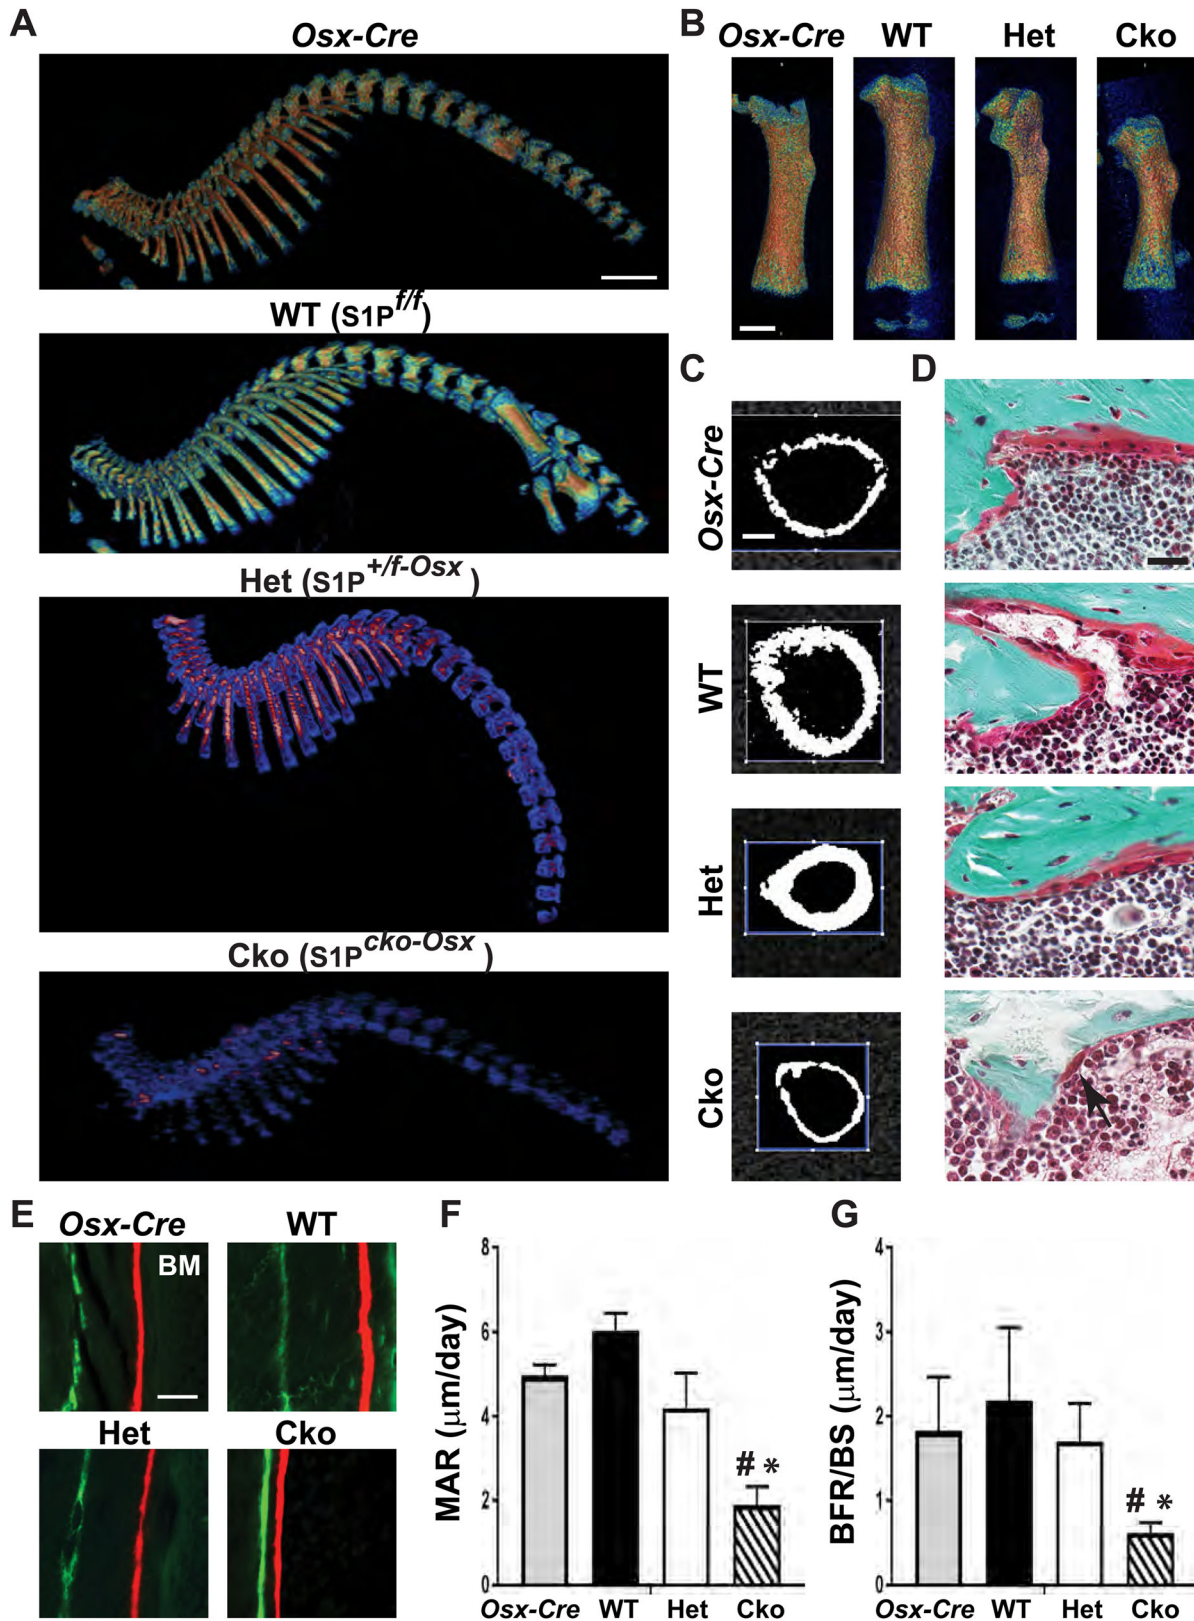 A
Osx-Cre
WT (S1P^f/f)
Het (S1P^+/f-Osx)
Cko (S1P^cko-Osx)
B
Osx-Cre WT Het Cko
C
Osx-Cre
WT
Het
Cko
D
E
Osx-Cre WT
BM
Het Cko
F
MAR (μm/day)
8
6
4
2
0
# *
Osx-Cre WT Het Cko
G
BFR/BS (μm/day)
4
3
2
1
0
# *
Osx-Cre WT Het Cko